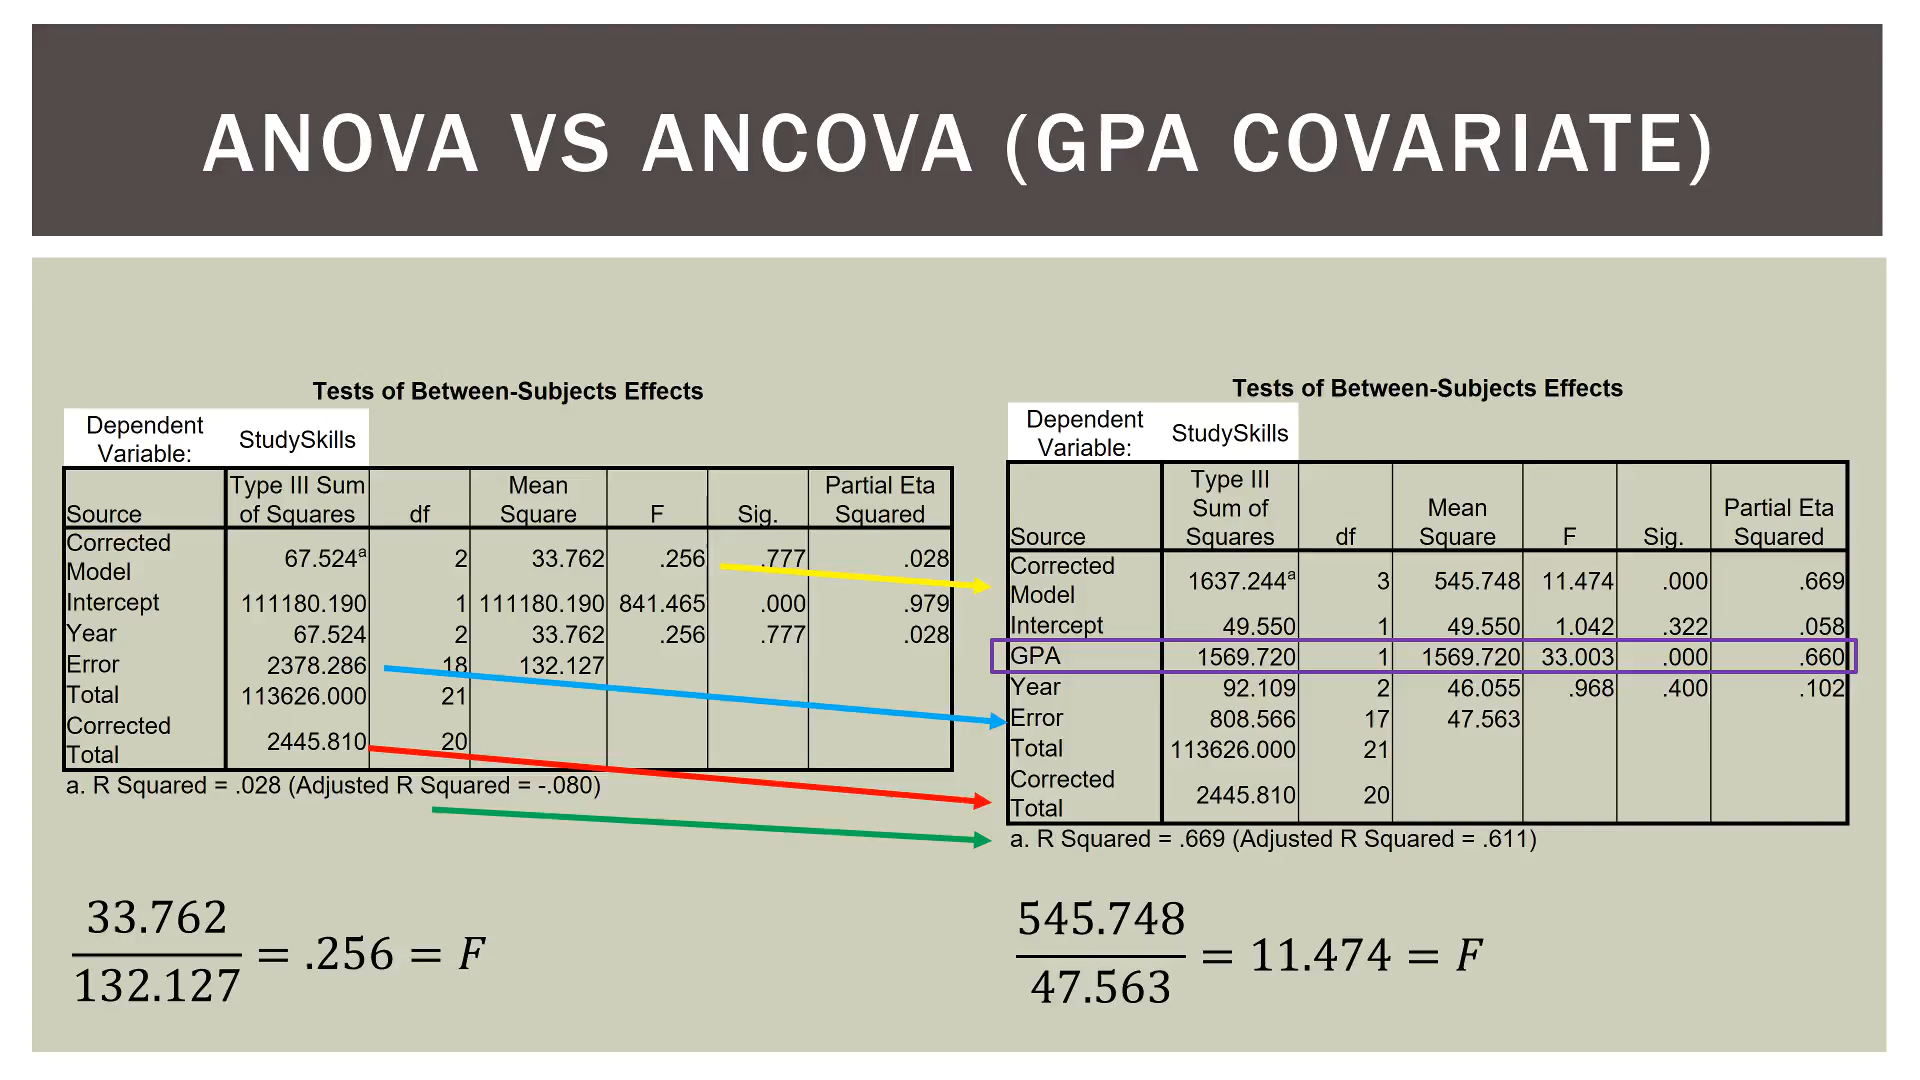 ANOVA VS ANCOVA (GPA COVARIATE)
Tests of Between-Subjects Effects
Dependent Variable: StudySkills
Source Type III Sum of Squares df Mean Square F Sig. Partial Eta Squared
Corrected Model 67.524a 2 33.762 .256 .777 .028
Intercept 111180.190 1 111180.190 841.465 .000 .979
Year 67.524 2 33.762 .256 .777 .028
Error 2378.286 18 132.127
Total 113626.000 21
Corrected Total 2445.810 20
a. R Squared = .028 (Adjusted R Squared = -.080)
33.762
132.127 = .256 = F
Tests of Between-Subjects Effects
Dependent Variable: StudySkills
Source Type III Sum of Squares df Mean Square F Sig. Partial Eta Squared
Corrected Model 1637.244a 3 545.748 11.474 .000 .669
Intercept 49.550 1 49.550 1.042 .322 .058
GPA 1569.720 1 1569.720 33.003 .000 .660
Year 92.109 2 46.055 .968 .400 .102
Error 808.566 17 47.563
Total 113626.000 21
Corrected Total 2445.810 20
a. R Squared = .669 (Adjusted R Squared = .611)
545.748
47.563 = 11.474 = F